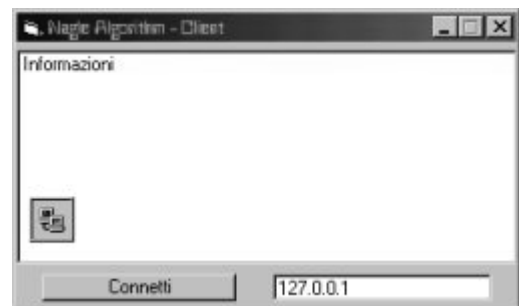 Nagle Algorithm - Client
Informazioni
Connetti
127.0.0.1